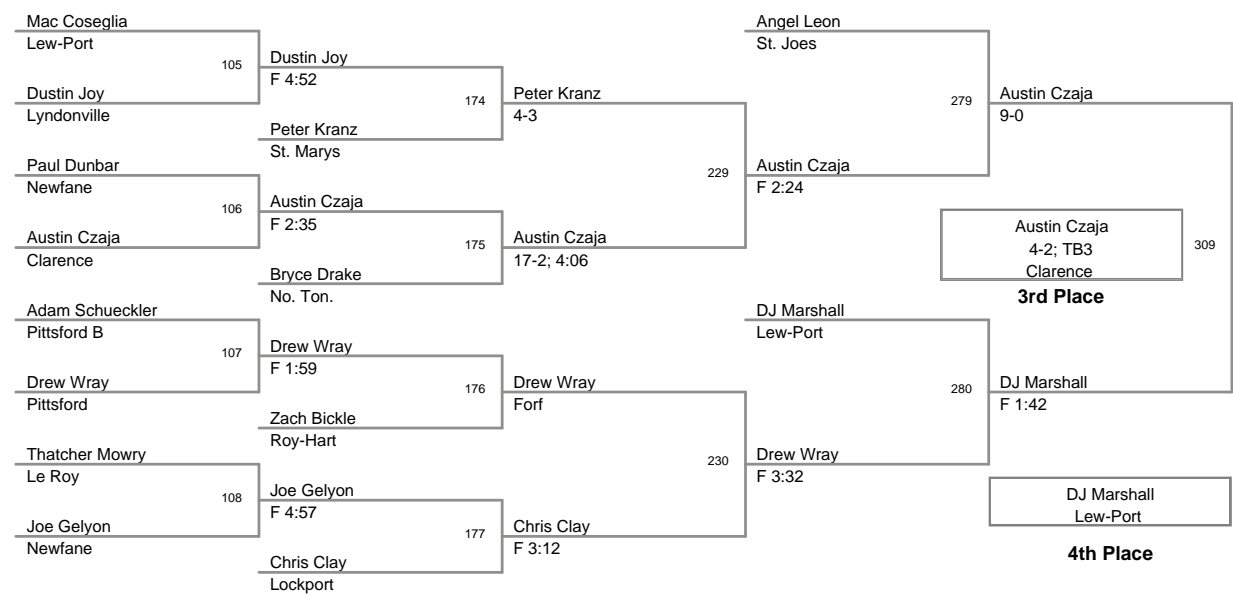 Mac Coseglia
Lew-Port
105
Dustin Joy
Lyndonville
Paul Dunbar
Newfane
106
Austin Czaja
Clarence
Adam Schueckler
Pittsford B
107
Drew Wray
Pittsford
Thatcher Mowry
Le Roy
108
Joe Gelyon
Newfane
Dustin Joy
F 4:52
174
Peter Kranz
St. Marys
Austin Czaja
F 2:35
175
Bryce Drake
No. Ton.
Drew Wray
F 1:59
176
Zach Bickle
Roy-Hart
Joe Gelyon
F 4:57
177
Chris Clay
Lockport
Peter Kranz
4-3
229
Austin Czaja
17-2; 4:06
Drew Wray
Forf
230
Chris Clay
F 3:12
Angel Leon
St. Joes
279
Austin Czaja
F 2:24
DJ Marshall
Lew-Port
280
Drew Wray
F 3:32
Austin Czaja
9-0
Austin Czaja
4-2; TB3
Clarence
309
3rd Place
DJ Marshall
F 1:42
DJ Marshall
Lew-Port
4th Place